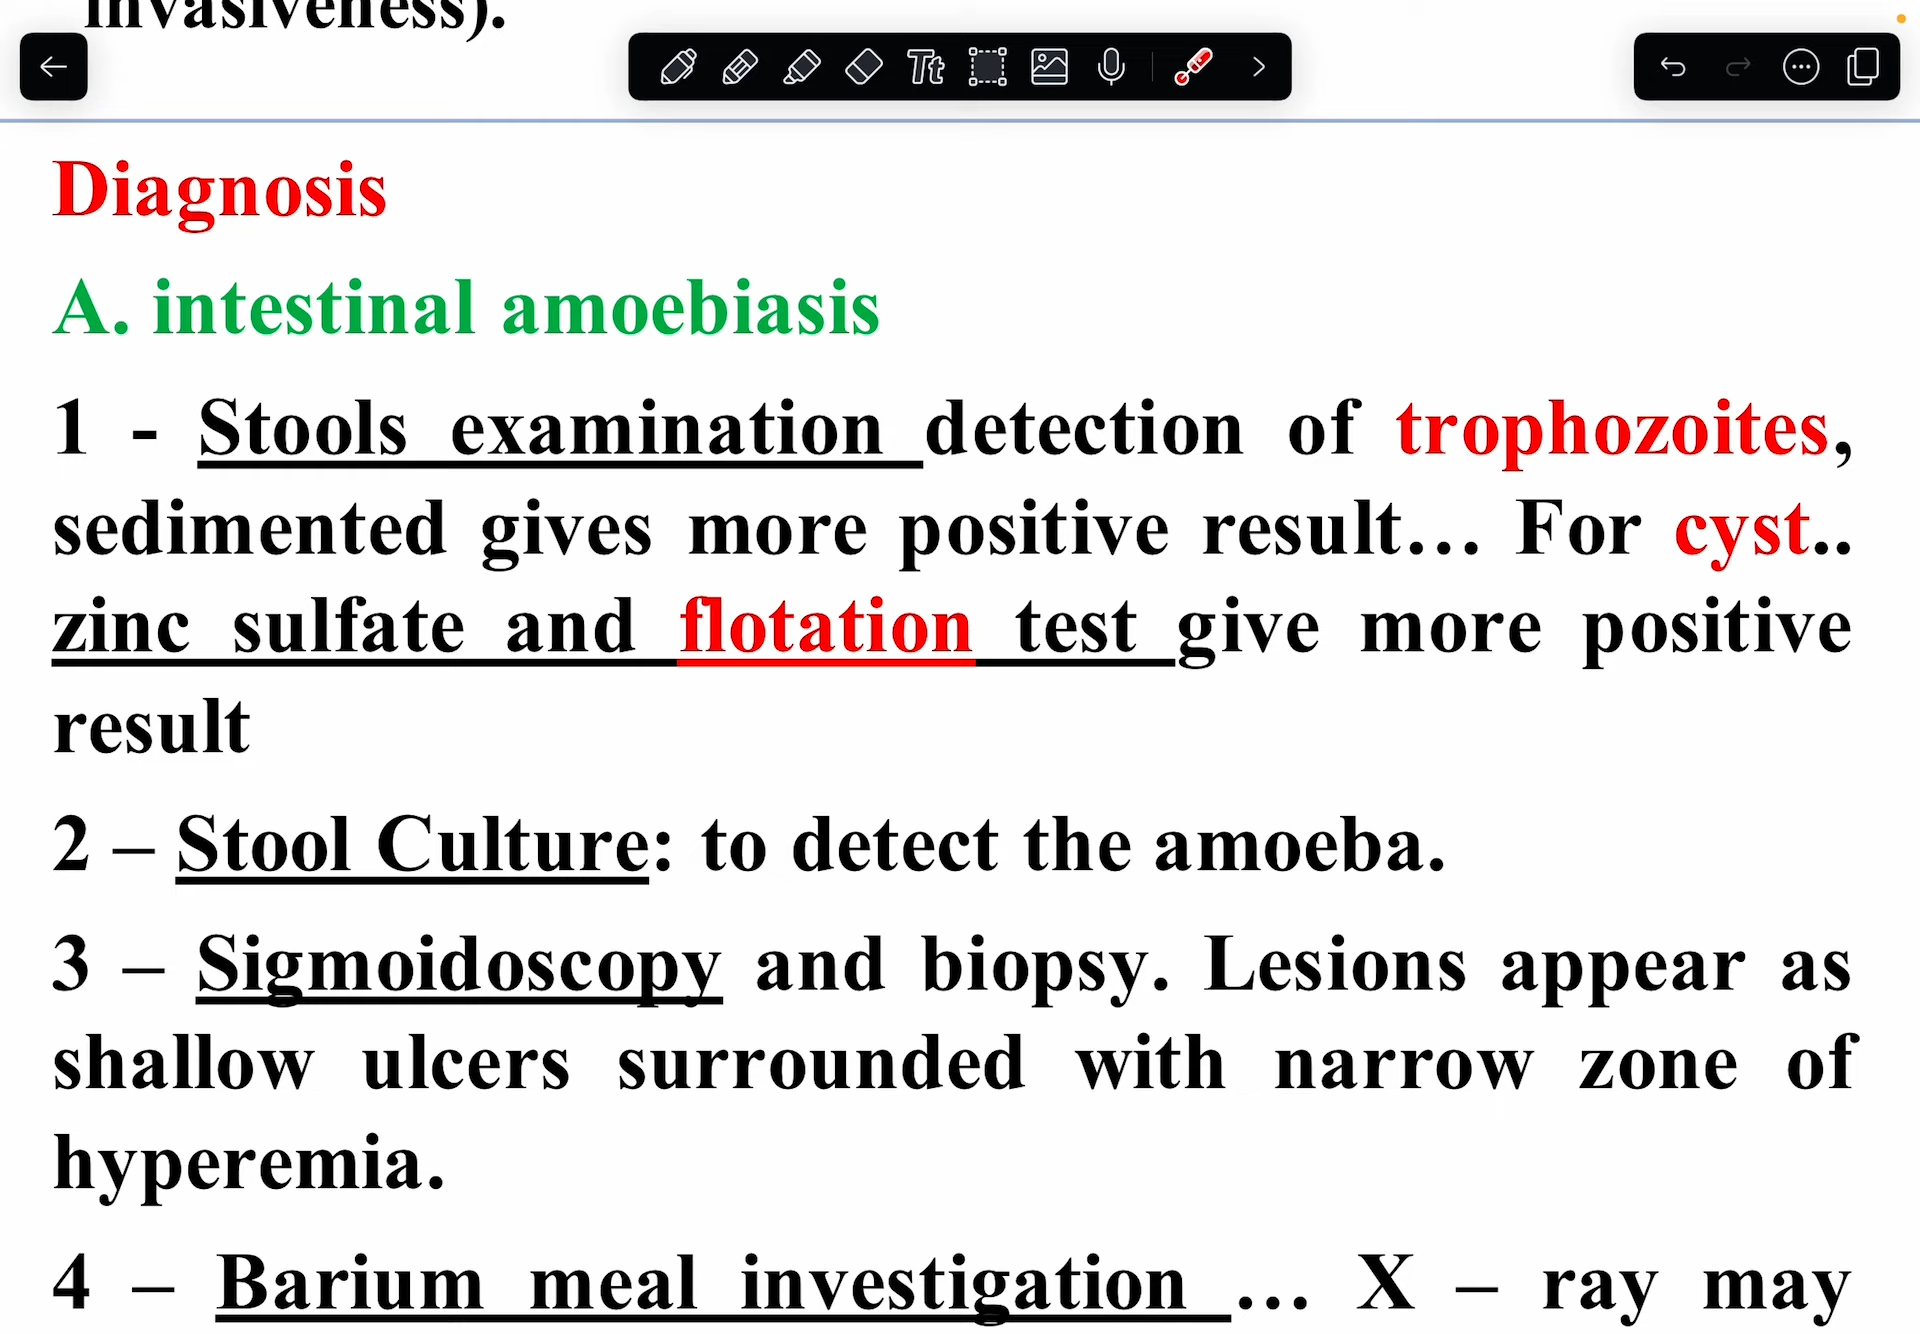 invasiveness).
Tt
Diagnosis
A. intestinal amoebiasis
1 - Stools examination detection of trophozoites,
sedimented gives more positive result... For cyst..
zinc sulfate and flotation test give more positive
result
2 – Stool Culture: to detect the amoeba.
3 – Sigmoidoscopy and biopsy. Lesions appear as
shallow ulcers surrounded with narrow zone of
hyperemia.
4 – Barium meal investigation ... X – ray may